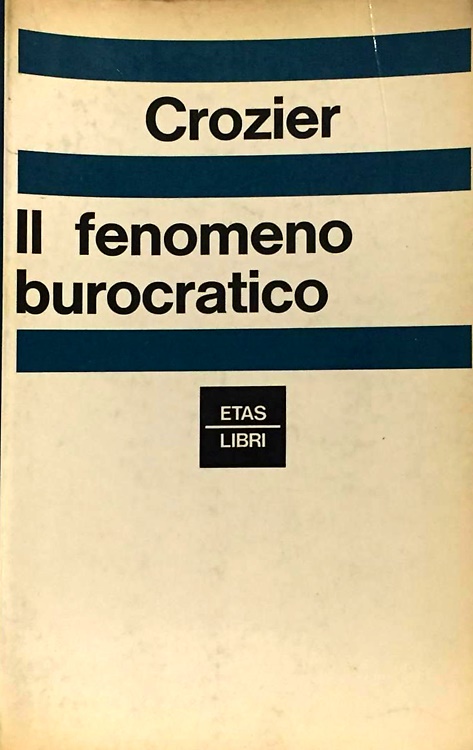 Crozier
Il fenomeno
burocratico
ETAS
LIBRI